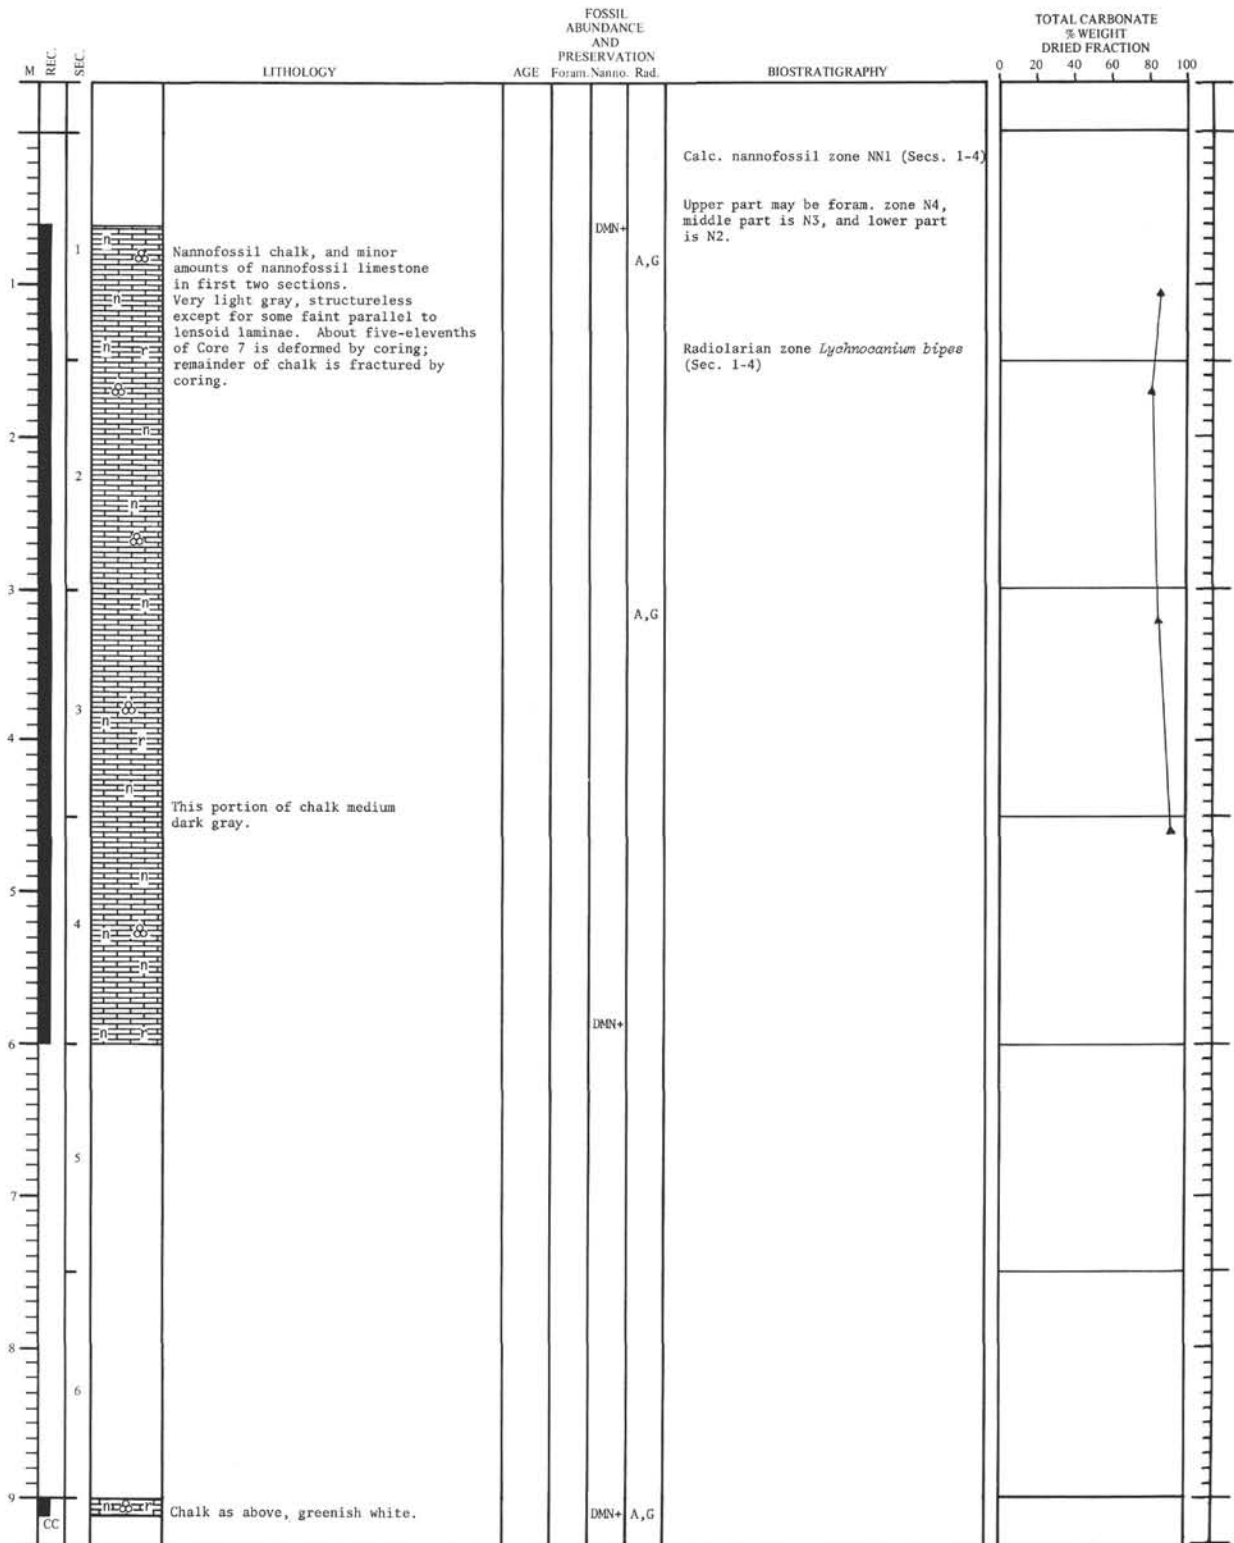 FOSSIL
ABUNDANCE
AND
PRESERVATION
TOTAL CARBONATE
% WEIGHT
DRIED FRACTION
M REC. SEC. LITHOLOGY AGE Foram. Nanno. Rad. BIOSTRATIGRAPHY 0 20 40 60 80 100
Calc. nannofossil zone NN1 (Secs. 1-4)
Upper part may be foram. zone N4,
middle part is N3, and lower part
is N2.
n
DMN+
1
Nannofossil chalk, and minor
amounts of nannofossil limestone
in first two sections.
Very light gray, structureless
except for some faint parallel to
lensoid laminae. About five-elevenths
of Core 7 is deformed by coring;
remainder of chalk is fractured by
coring.
A,G
1
n
n r
Radiolarian zone Lychnocanium bipes
(Sec. 1-4)
n
2
2
n
3
n
A,G
3
n
r
4
n
This portion of chalk medium
dark gray.
n
5
4
n
n
DMN+
n r
6
5
7
8
6
9
n r
Chalk as above, greenish white.
DMN+ A,G
CC